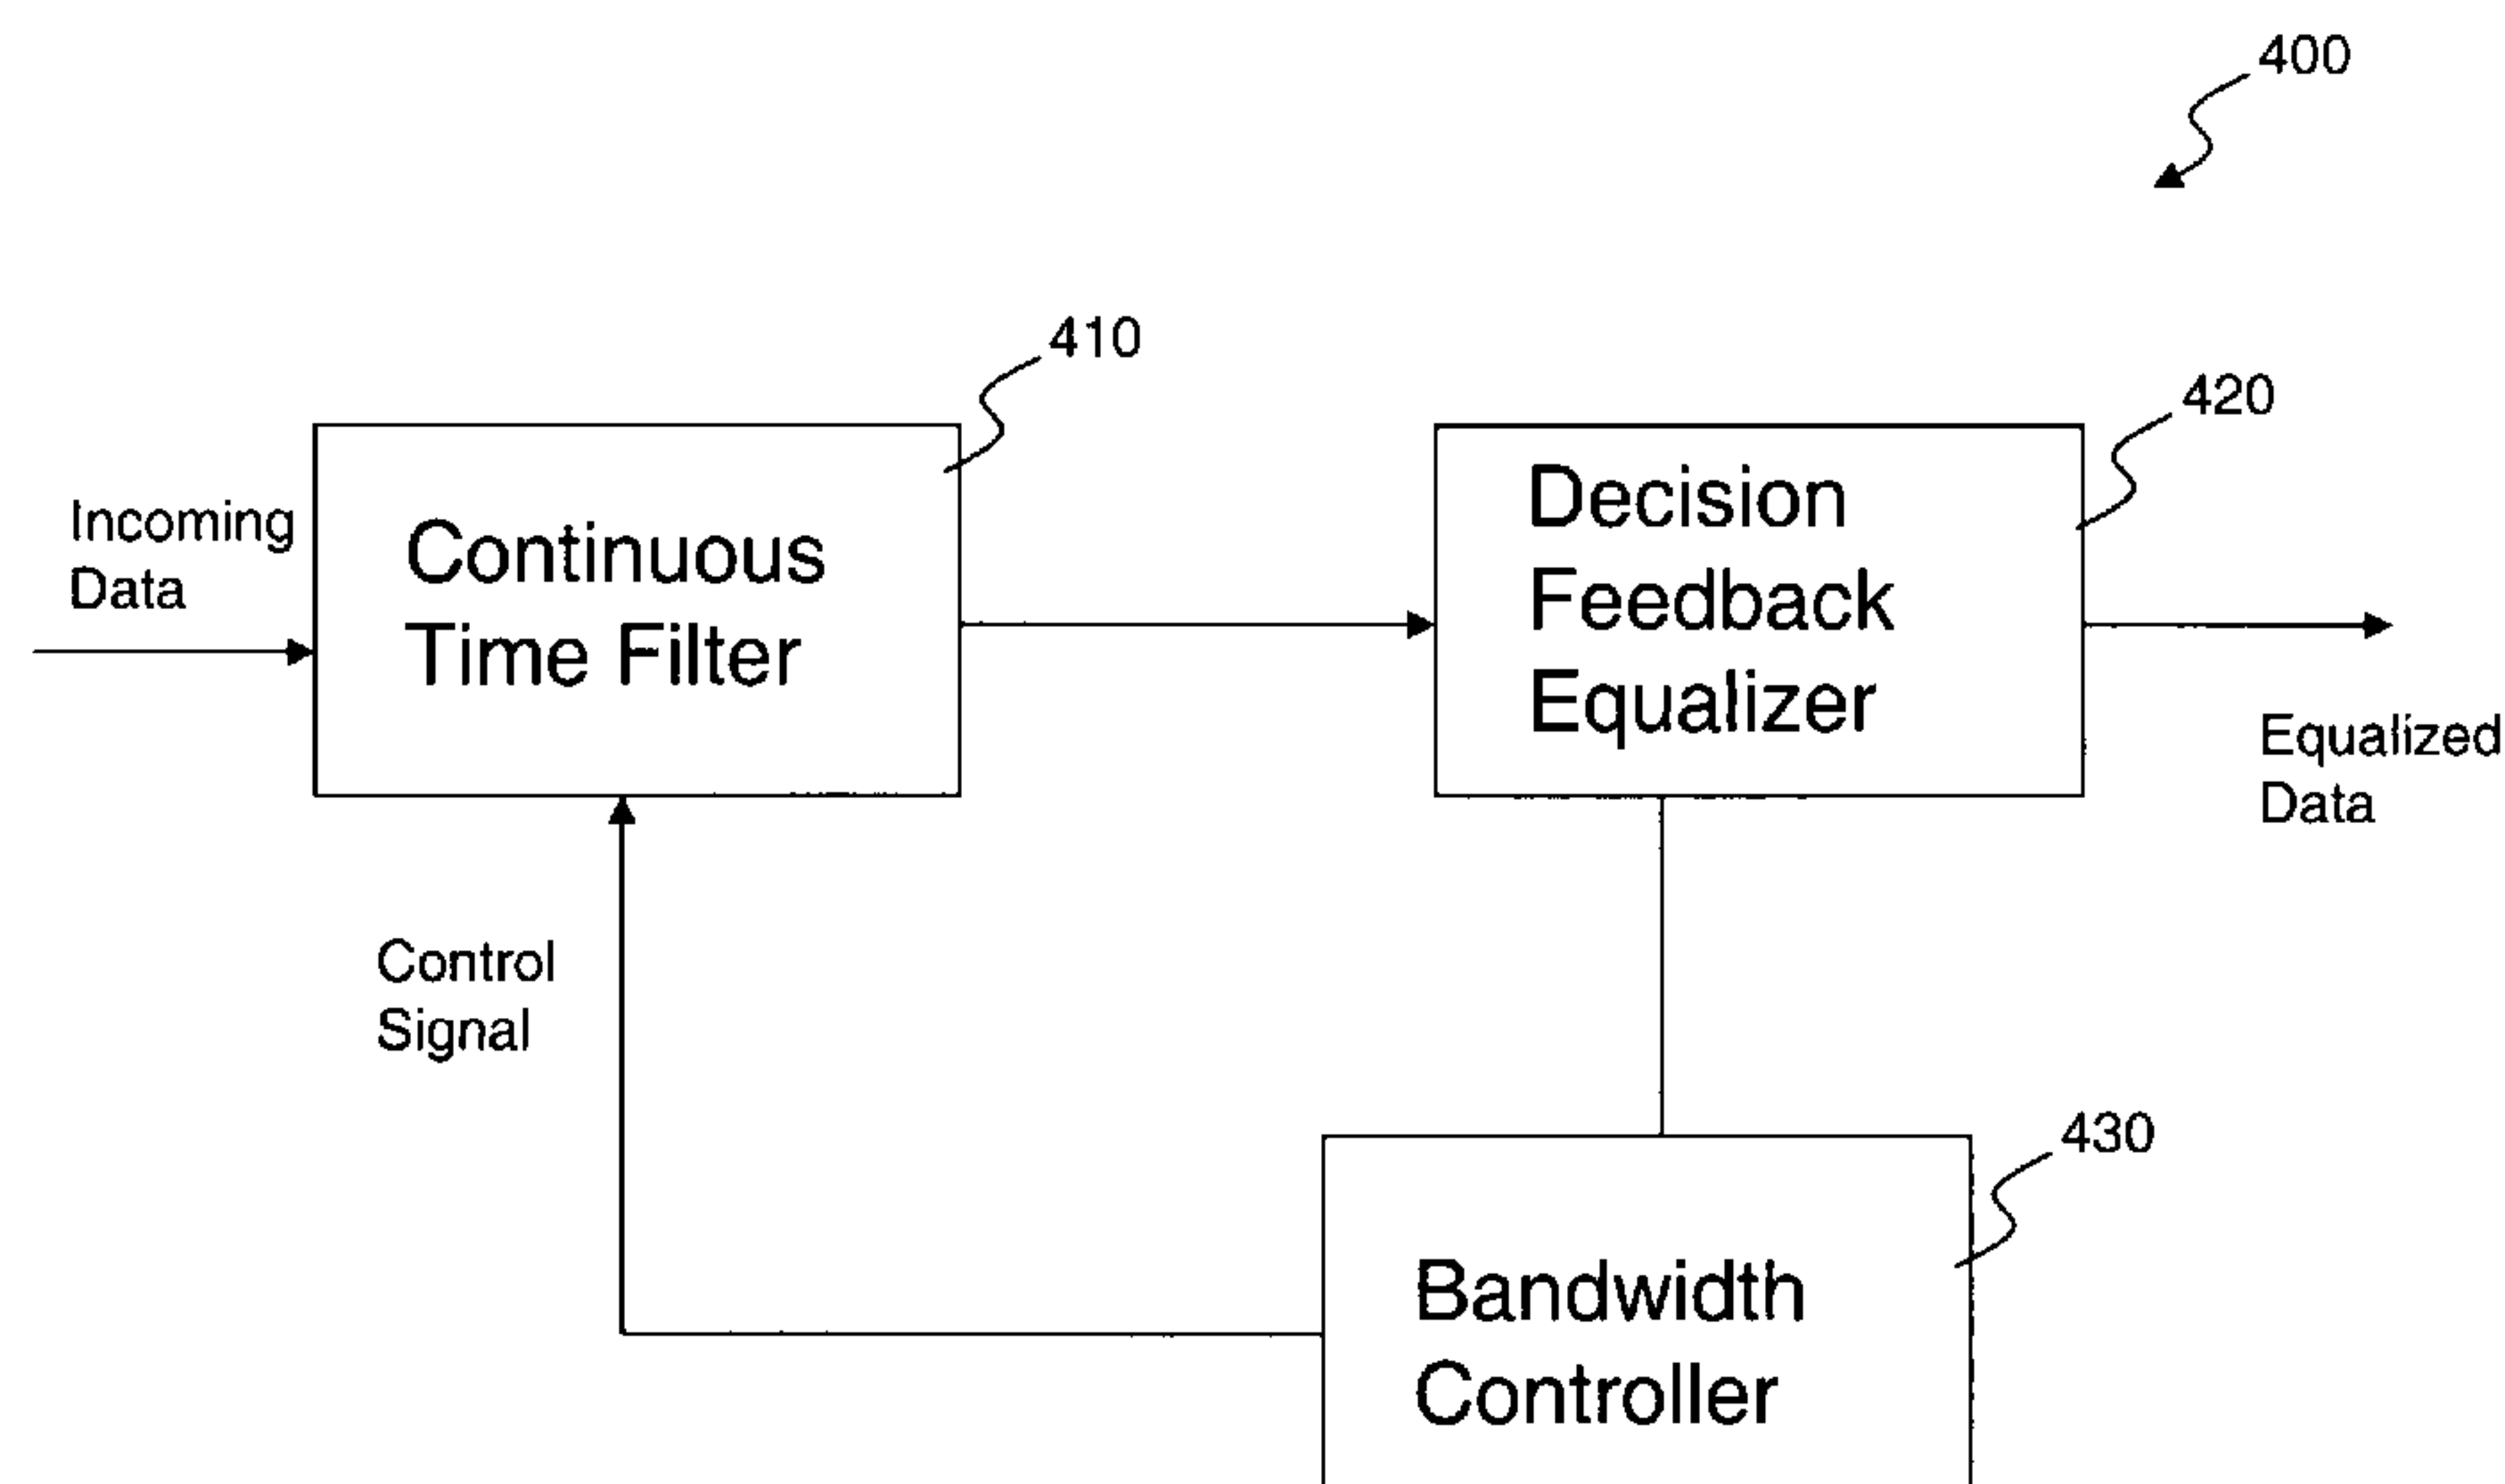 400
410
420
Incoming
Data
Continuous
Time Filter
Decision
Feedback
Equalizer
Equalized
Data
Control
Signal
430
Bandwidth
Controller